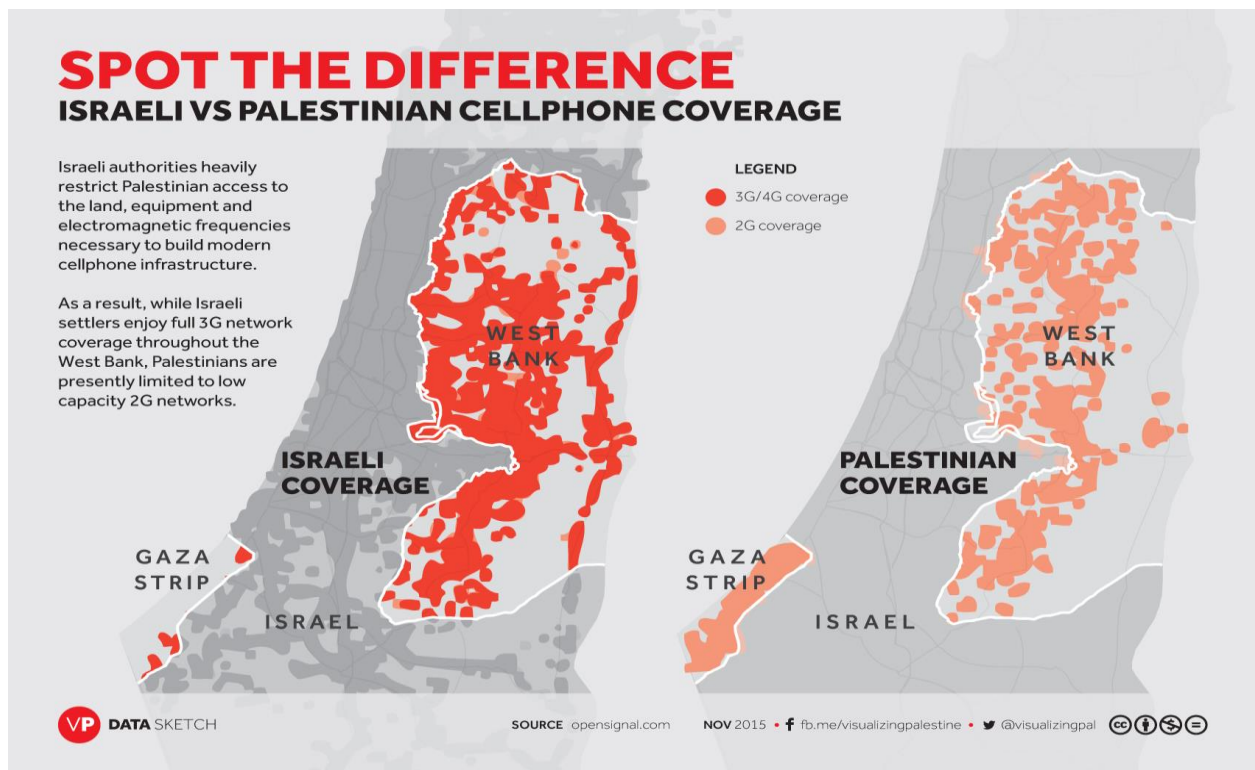 SPOT THE DIFFERENCE
ISRAELI VS PALESTINIAN CELLPHONE COVERAGE
Israeli authorities heavily
restrict Palestinian access to
the land, equipment and
electromagnetic frequencies
necessary to build modern
cellphone infrastructure.
As a result, while Israeli
settlers enjoy full 3G network
coverage throughout the
West Bank, Palestinians are
presently limited to low
capacity 2G networks.
LEGEND
3G/4G coverage
2G coverage
WEST
BANK
ISRAELI
COVERAGE
GAZA
STRIP
ISRAEL
WEST
BANK
PALESTINIAN
COVERAGE
GAZA
STRIP
ISRAEL
VP DATA SKETCH
SOURCE opensignal.com
NOV 2015 • f fb.me/visualizingpalestine • @visualizingpal cc